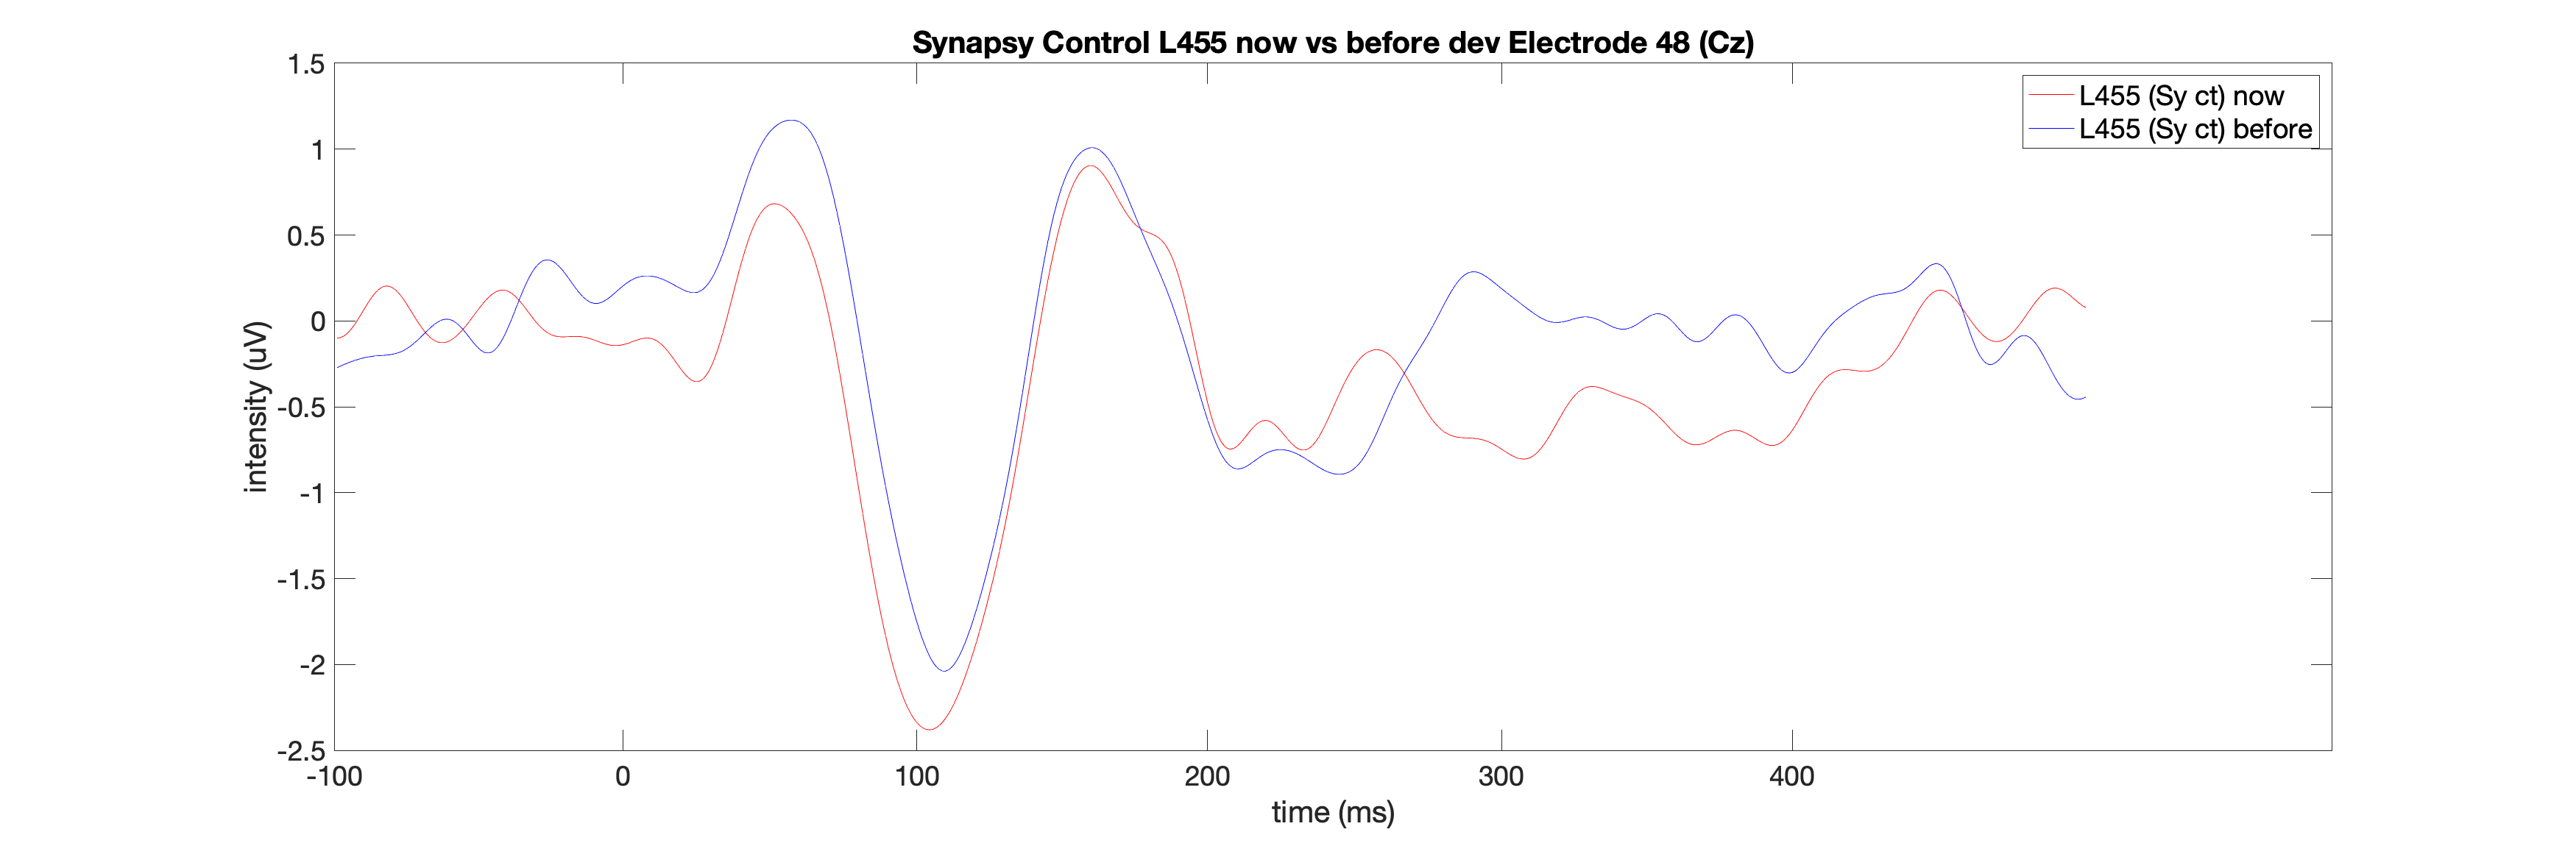 Synapsy Control L455 now vs before dev Electrode 48 (Cz)
L455 (Sy ct) now
L455 (Sy ct) before
1.5
1
0.5
0
-0.5
-1
-1.5
-2
-2.5
intensity (uV)
-100 0 100 200 300 400
time (ms)